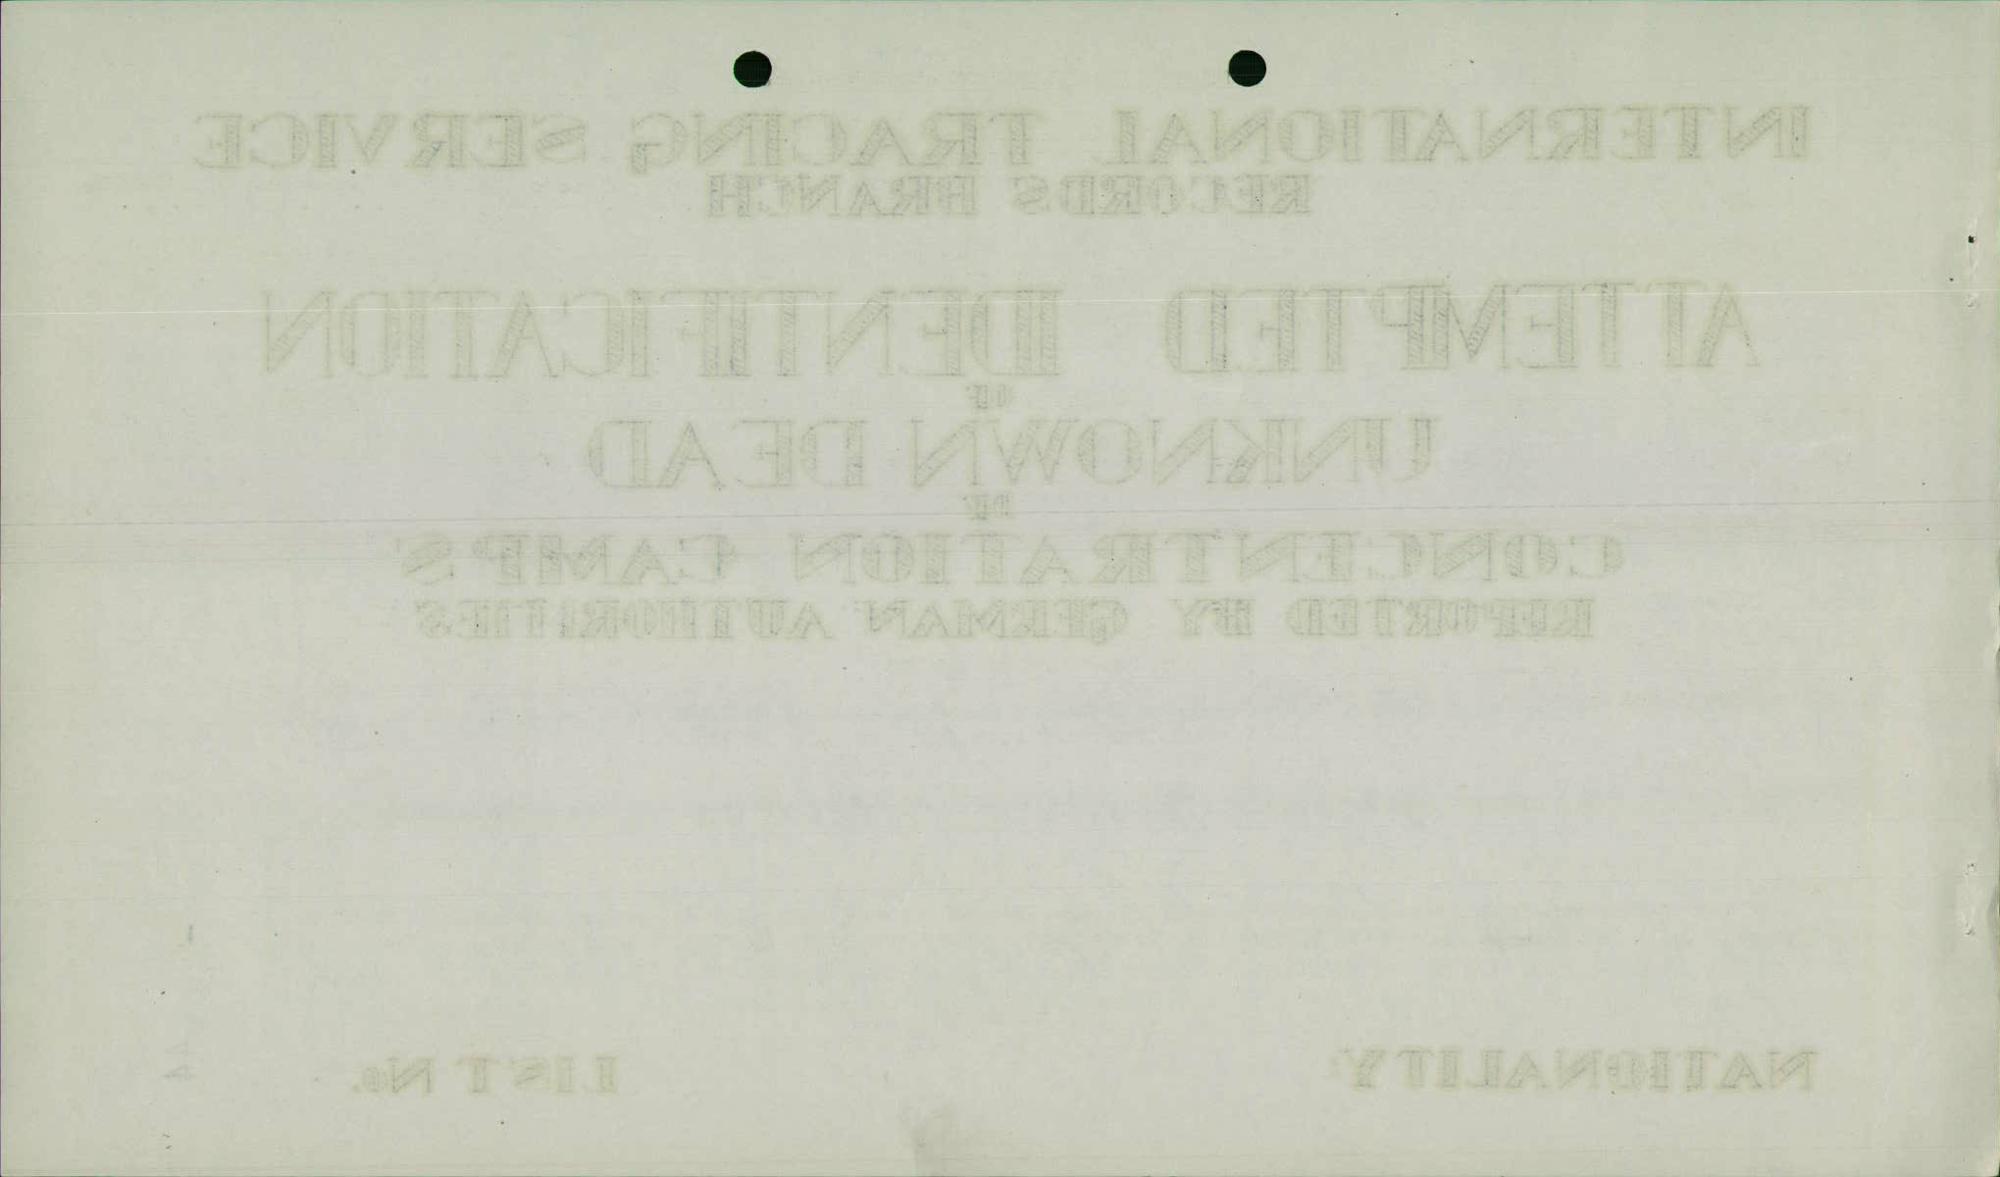 INTERNATIONAL TRACING SERVICE
RECORDS BRANCH
ATTEMPTED IDENTIFICATION
OF
UNKNOWN DEAD
OF
CONCENTRATION CAMPS
REPORTED BY GERMAN AUTHORITIES
NATIONALITY LIST No.